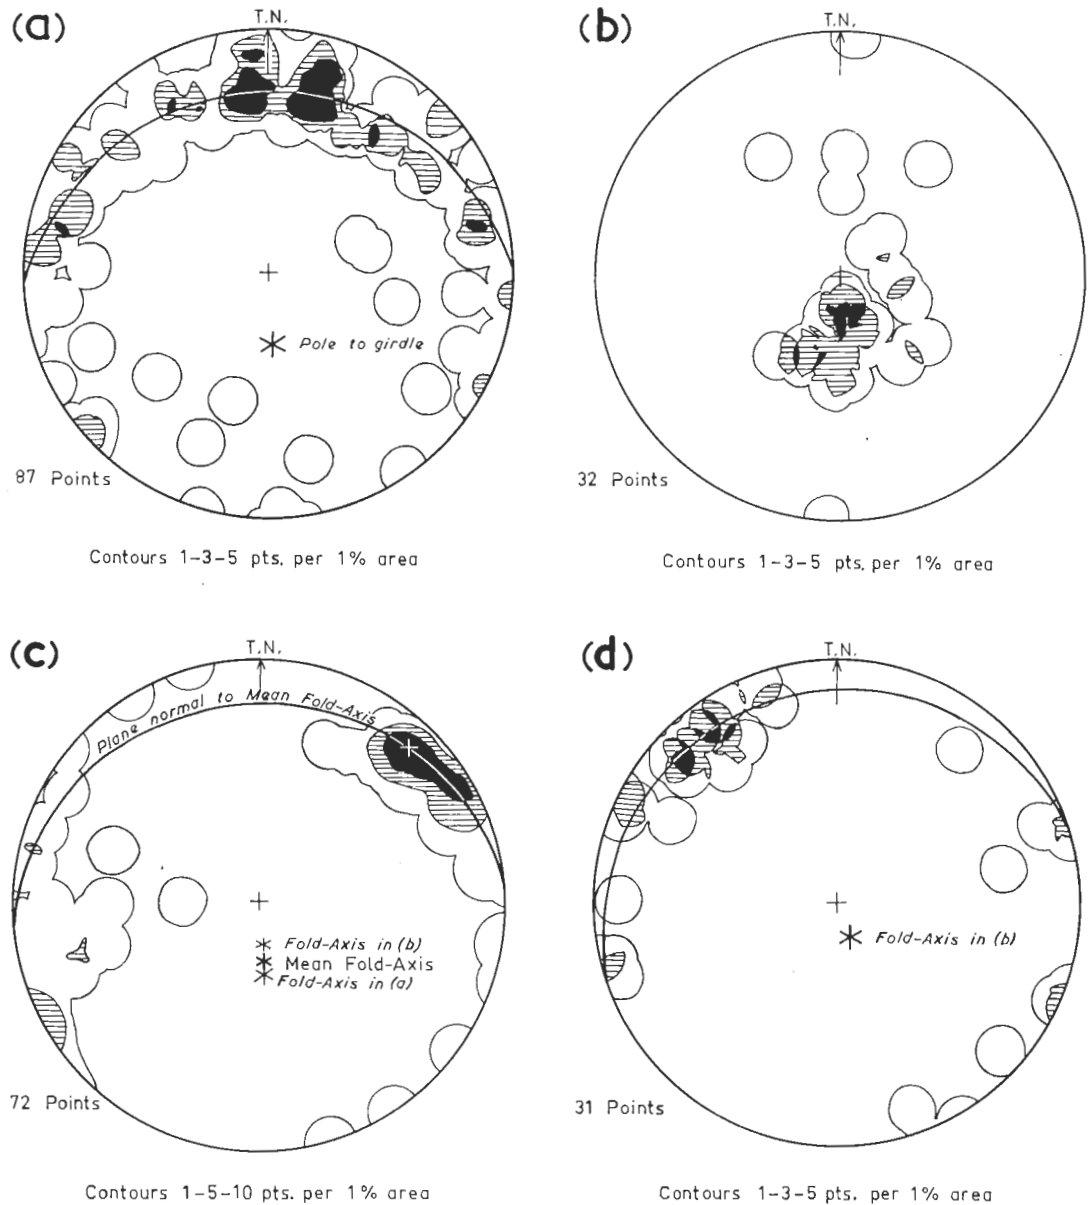 (a)
T.N.
Pole to girdle
87 Points
Contours 1-3-5 pts. per 1% area
(b)
T.N.
32 Points
Contours 1-3-5 pts. per 1% area
(c)
T.N.
Plane normal to Mean Fold-Axis
Fold-Axis in (b)
Mean Fold-Axis
Fold-Axis in (a)
72 Points
Contours 1-5-10 pts. per 1% area
(d)
T.N.
Fold-Axis in (b)
31 Points
Contours 1-3-5 pts. per 1% area